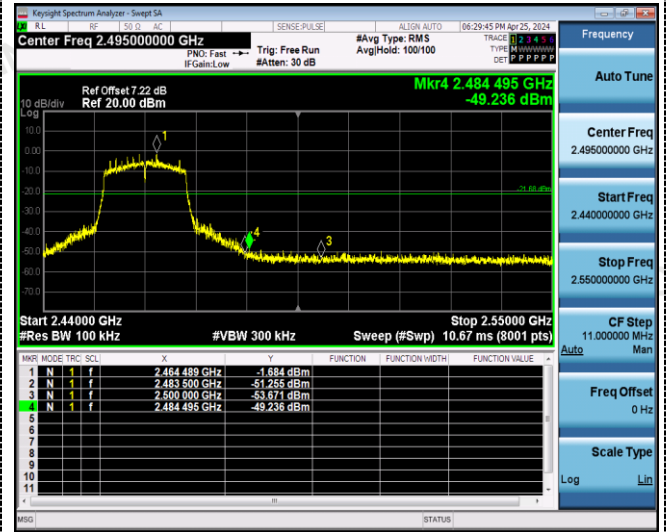 Keysight Spectrum Analyzer - Swept SA
RL RF 50 Ω AC SENSE:PULSE ALIGN AUTO 06:29:45 PM Apr 25, 2024
Center Freq 2.495000000 GHz
PNO: Fast
IFGain:Low
Trig: Free Run
#Atten: 30 dB
#Avg Type: RMS
Avg|Hold: 100/100
TRACE 1 2 3 4 5 6
TYPE M WWWWW
DET P P P P P P
Frequency
Auto Tune
Center Freq
2.495000000 GHz
Start Freq
2.440000000 GHz
Stop Freq
2.550000000 GHz
CF Step
11.000000 MHz
Auto Man
Freq Offset
0 Hz
Scale Type
Log Lin
Mkr4 2.484 495 GHz
-49.236 dBm
Ref Offset 7.22 dB
10 dB/div Ref 20.00 dBm
Log
10.0
0.00
-10.0
-20.0
-30.0
-40.0
-50.0
-60.0
-70.0
1
4
3
-21.68 dBm
Start 2.44000 GHz Stop 2.55000 GHz
#Res BW 100 kHz #VBW 300 kHz Sweep (#Swp) 10.67 ms (8001 pts)
MKR MODE TRC SCL X Y FUNCTION FUNCTION WIDTH FUNCTION VALUE
1 N 1 f 2.464 489 GHz -1.684 dBm
2 N 1 f 2.483 500 GHz -51.255 dBm
3 N 1 f 2.500 000 GHz -53.671 dBm
4 N 1 f 2.484 495 GHz -49.236 dBm
5
6
7
8
9
10
11
MSG STATUS